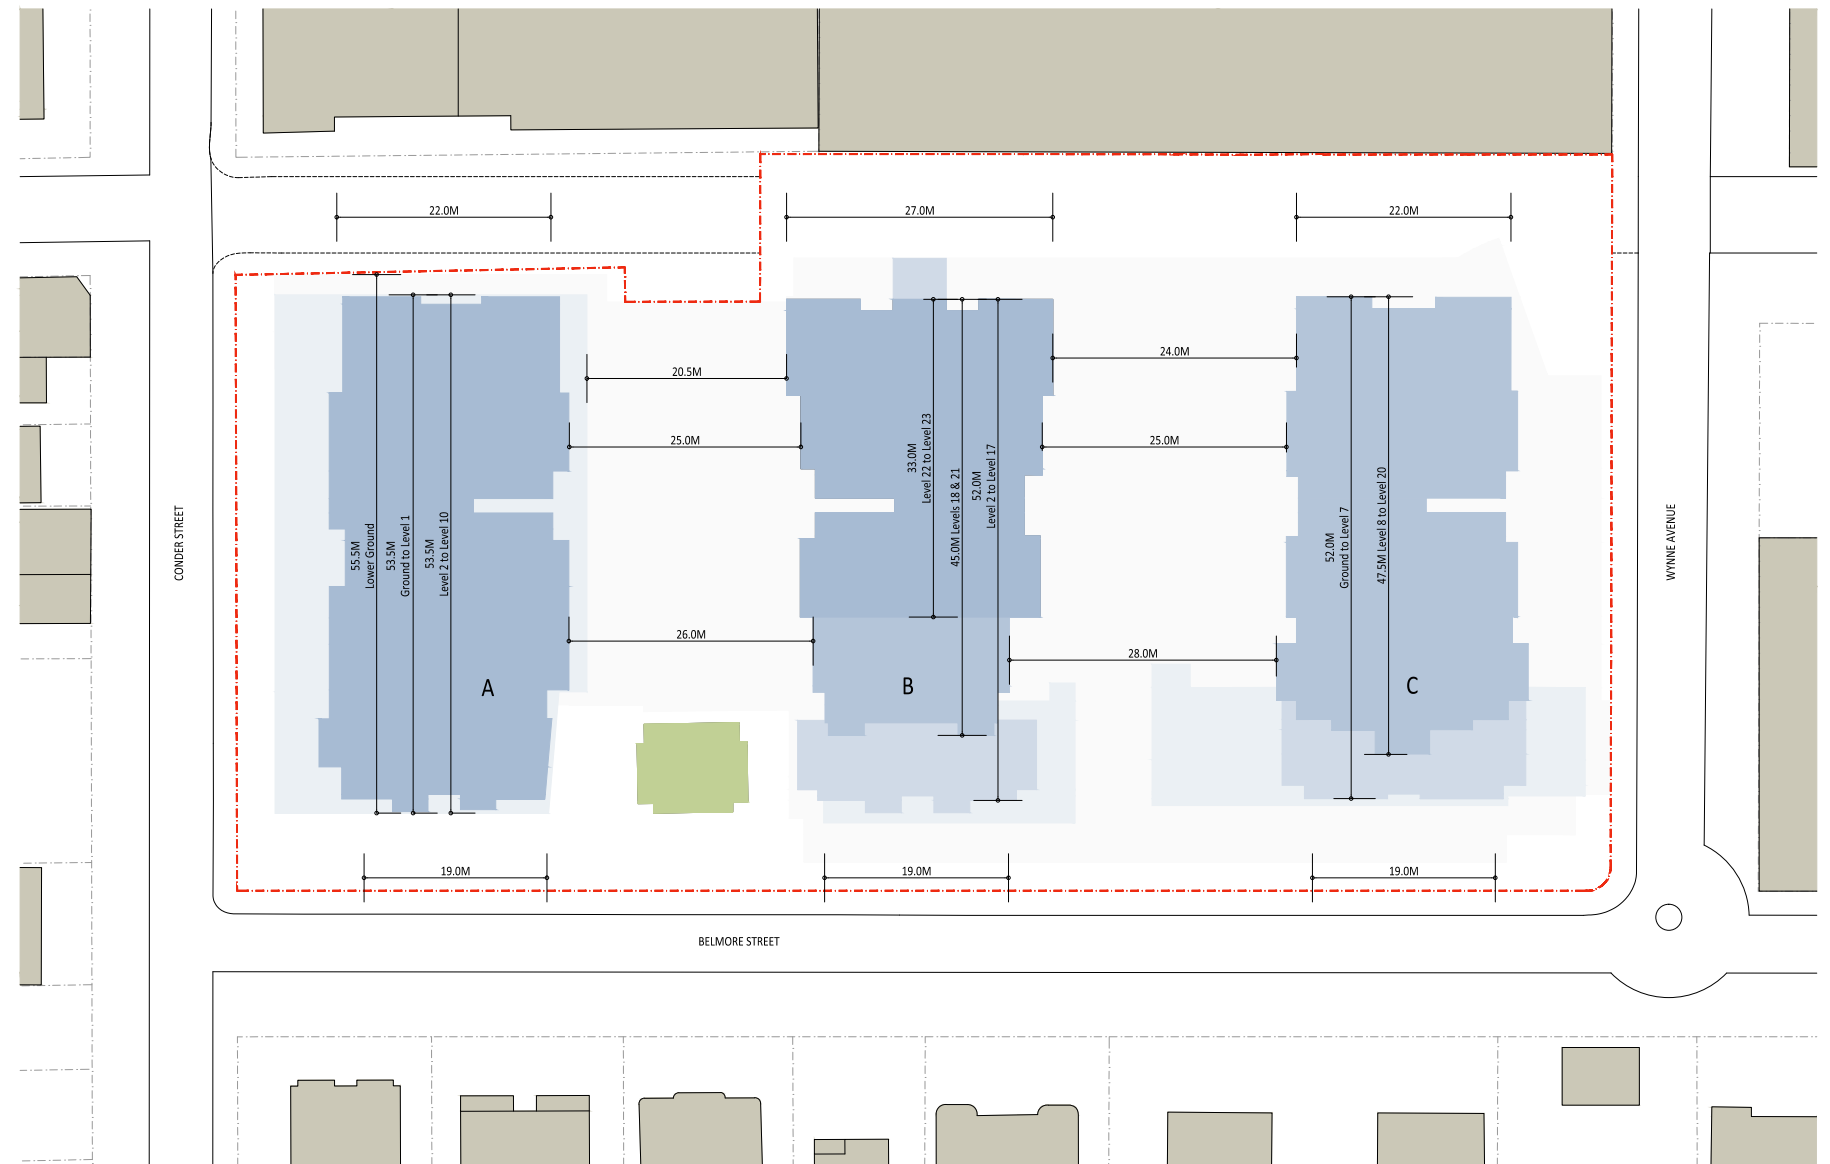 22.0M
27.0M
22.0M
24.0M
20.5M
25.0M
25.0M
33.0M
Level 22 to Level 23
45.0M Levels 18 & 21
52.0M
Level 2 to Level 17
55.5M
Lower Ground
53.5M
Ground to Level 1
53.5M
Level 2 to Level 10
52.0M
Ground to Level 7
47.5M Level 8 to Level 20
CONDER STREET
WYNNE AVENUE
26.0M
28.0M
A
B
C
19.0M
19.0M
19.0M
BELMORE STREET